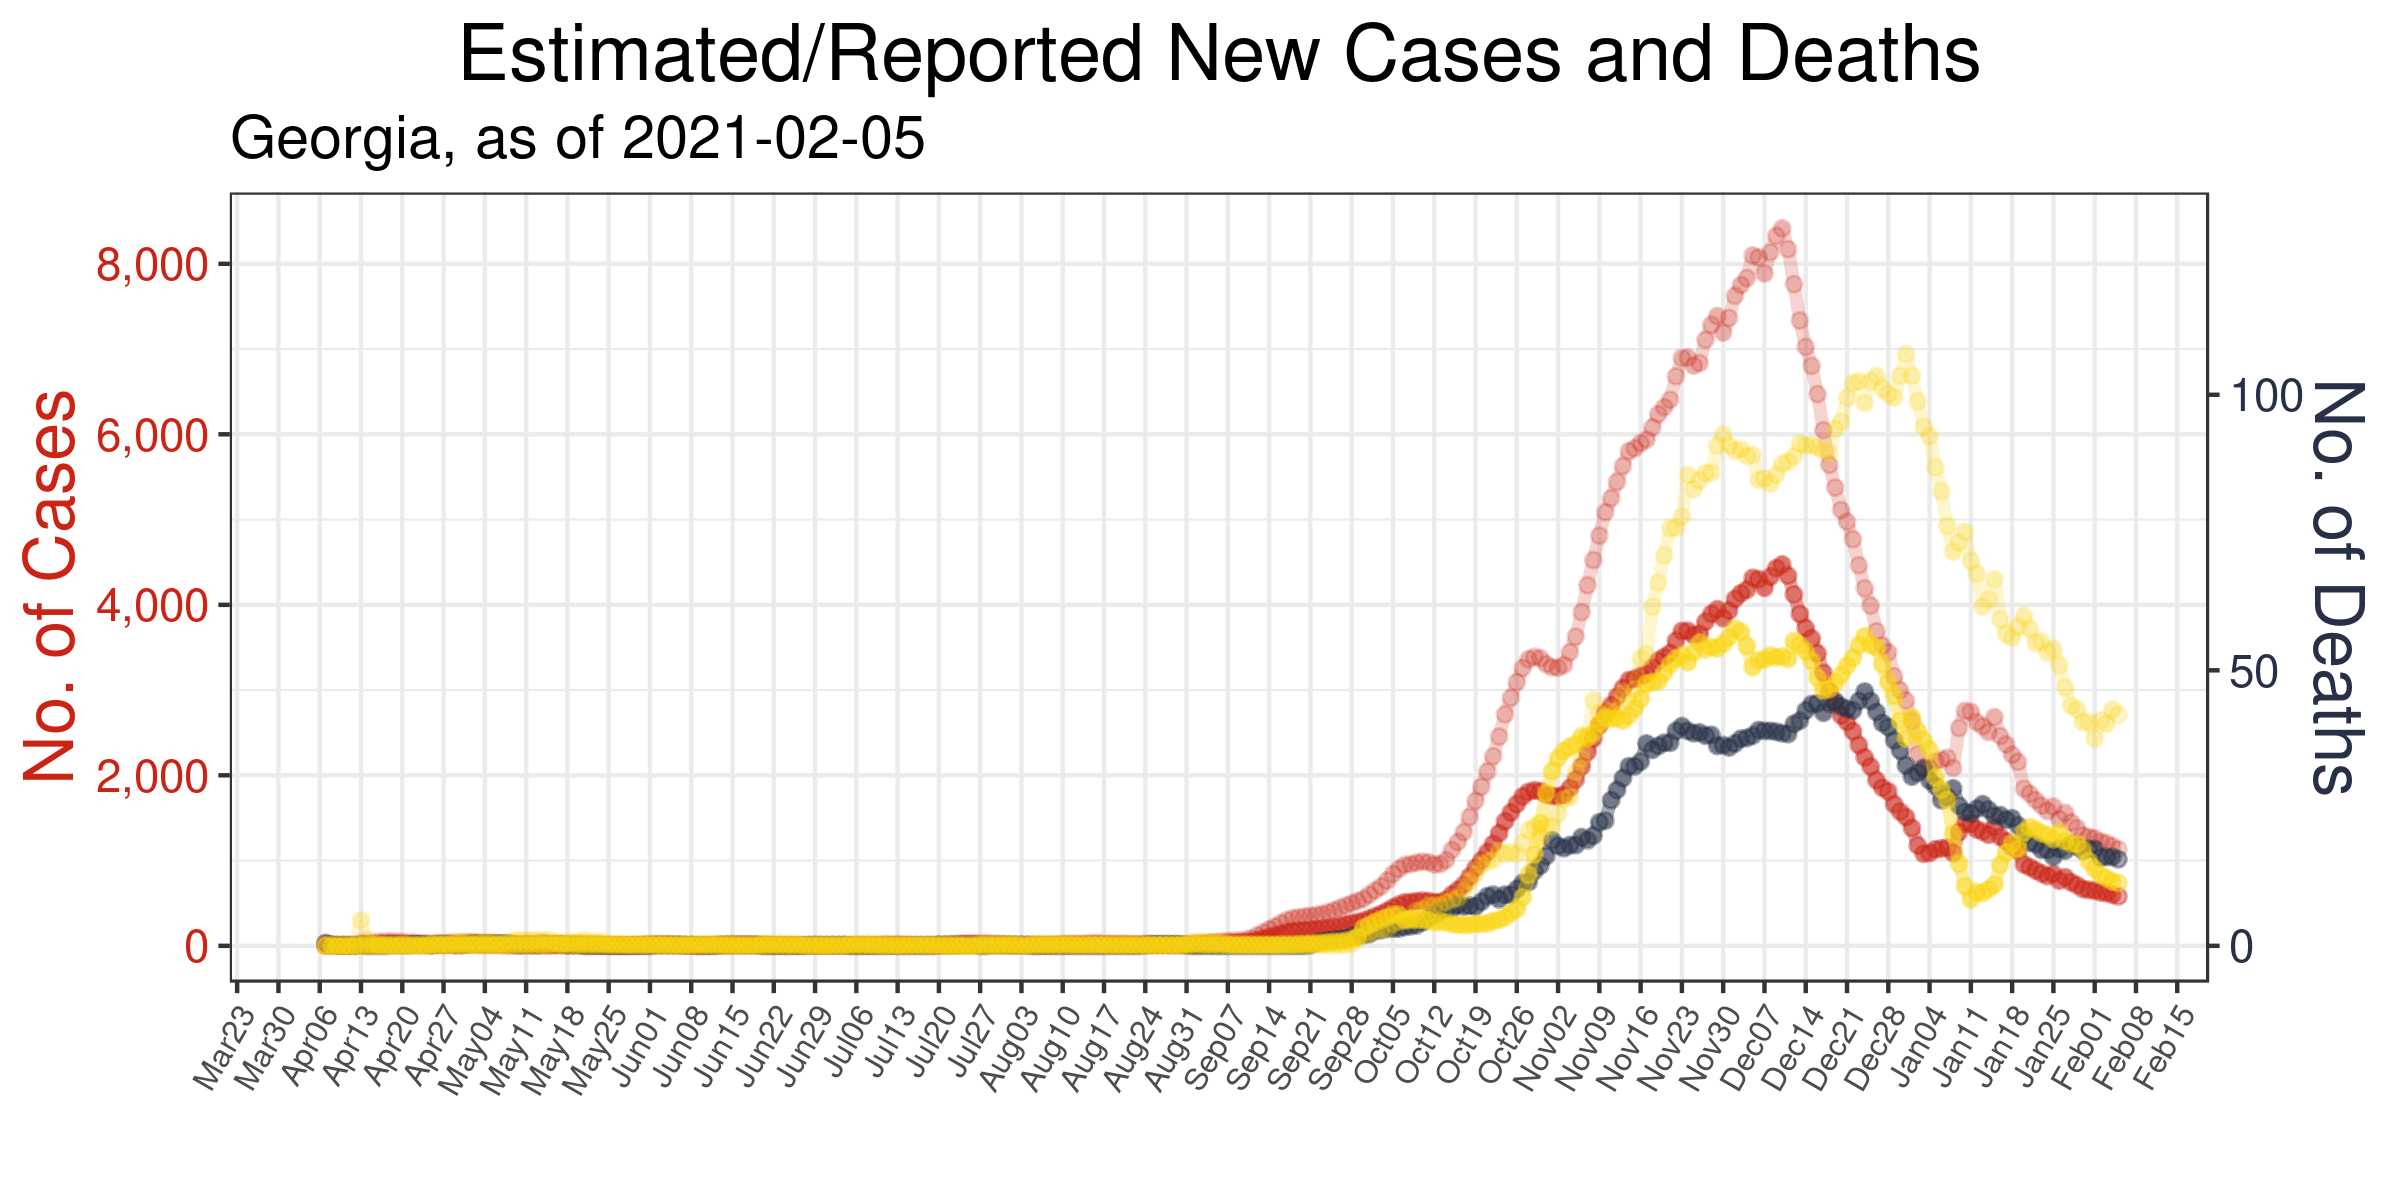 Estimated/Reported New Cases and Deaths
Georgia, as of 2021-02-05
No. of Cases
8,000
6,000
4,000
2,000
0
100
50
0
No. of Deaths
Mar23
Mar30
Apr06
Apr13
Apr20
Apr27
May04
May11
May18
May25
Jun01
Jun08
Jun15
Jun22
Jun29
Jul06
Jul13
Jul20
Jul27
Aug03
Aug10
Aug17
Aug24
Aug31
Sep07
Sep14
Sep21
Sep28
Oct05
Oct12
Oct19
Oct26
Nov02
Nov09
Nov16
Nov23
Nov30
Dec07
Dec14
Dec21
Dec28
Jan04
Jan11
Jan18
Jan25
Feb01
Feb08
Feb15